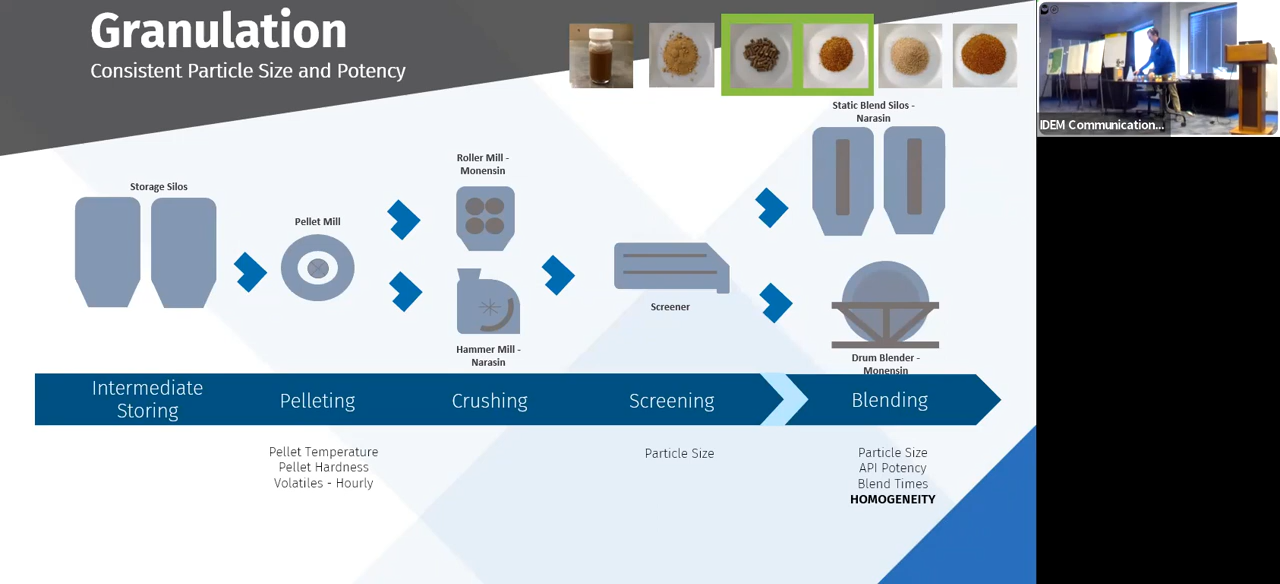 Granulation
Consistent Particle Size and Potency
IDEM Communication...
Static Blend Silos -
Narasin
Roller Mill -
Monensin
Storage Silos
Pellet Mill
Screener
Hammer Mill -
Narasin
Drum Blender -
Monensin
Intermediate
Storing
Pelleting
Crushing
Screening
Blending
Pellet Temperature
Pellet Hardness
Volatiles - Hourly
Particle Size
Particle Size
API Potency
Blend Times
HOMOGENEITY